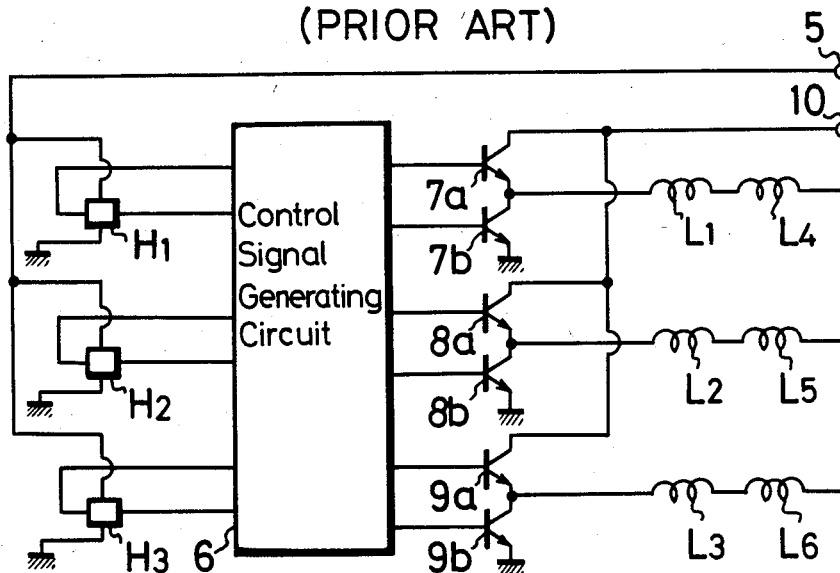 (PRIOR ART)
5
10
7a
L1
L4
H1
Control
Signal
Generating
Circuit
7b
8a
L2
L5
H2
8b
9a
L3
L6
H3
6
9b